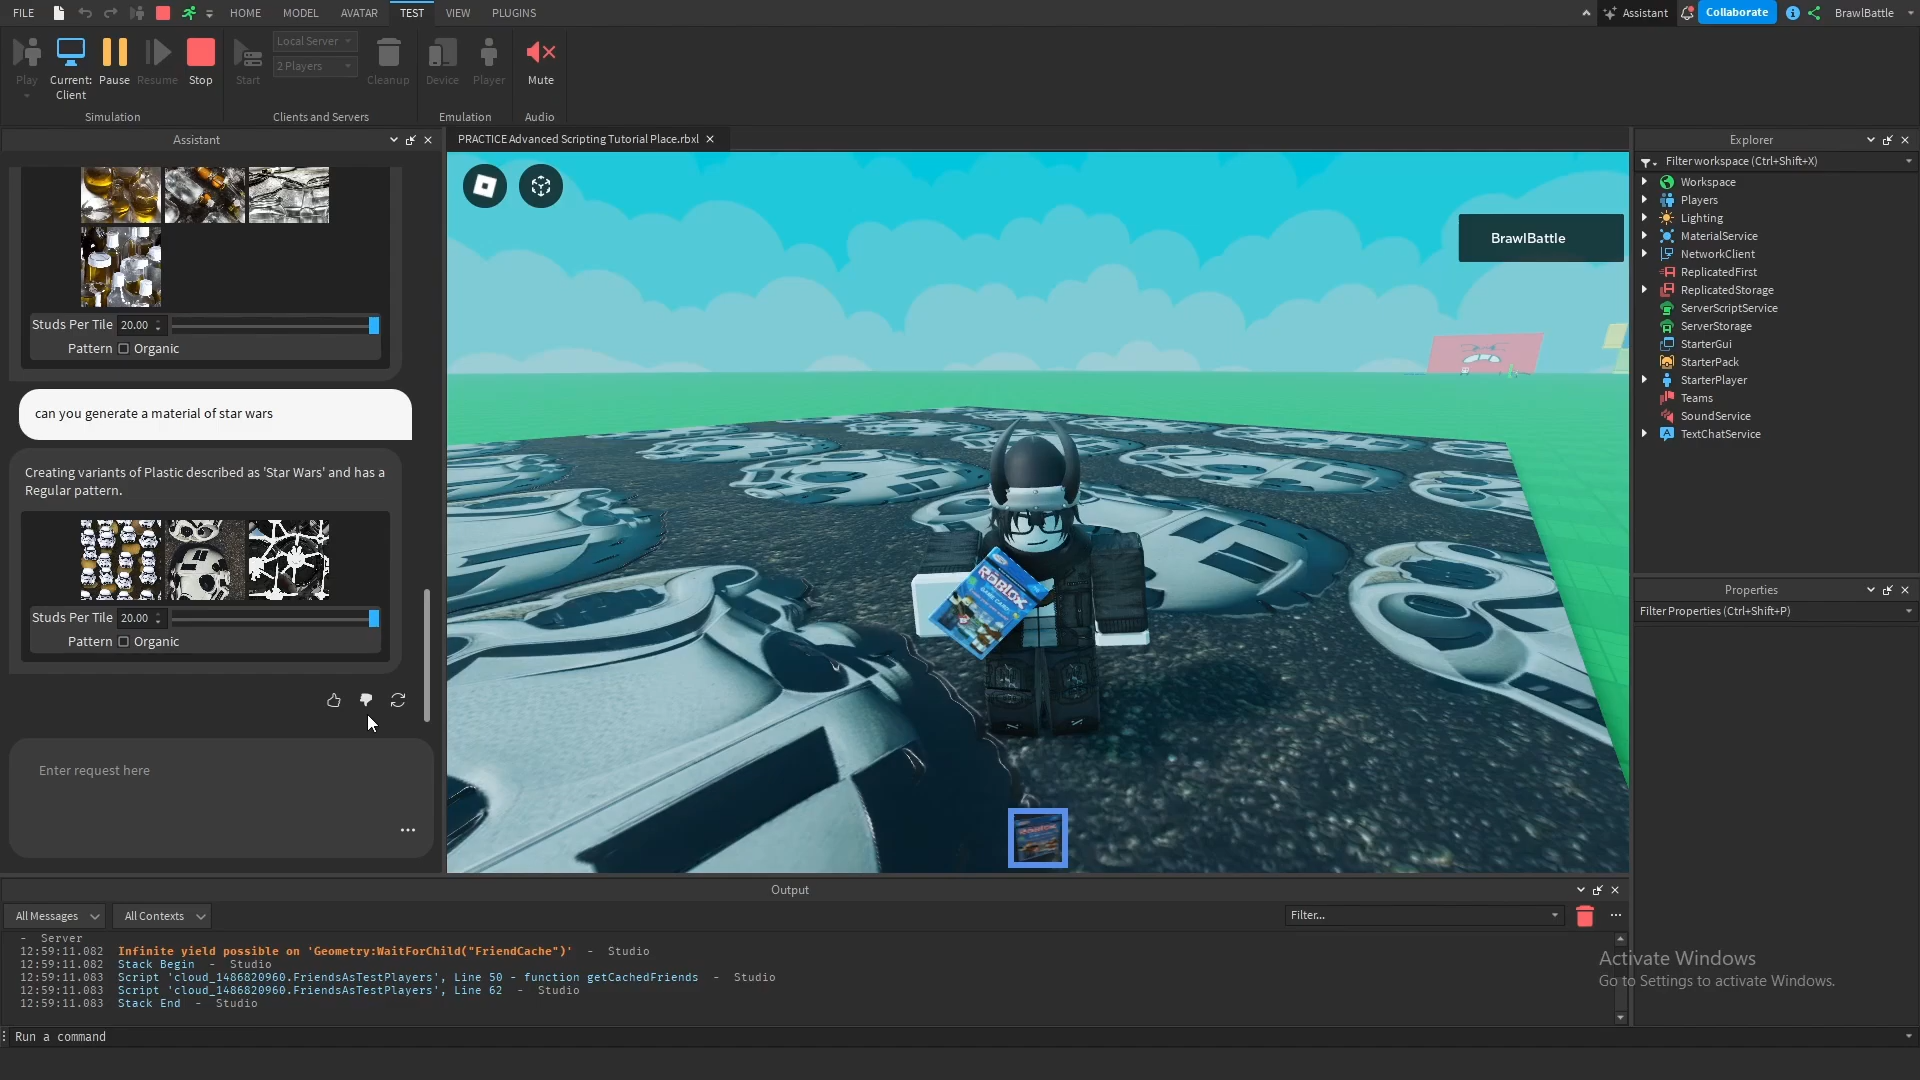 FILE
HOME
MODEL
AVATAR
TEST
VIEW
PLUGINS
Assistant
Collaborate
BrawlBattle
Play
Current: Client
Pause
Resume
Stop
Simulation
Start
Local Server
2 Players
Cleanup
Clients and Servers
Device
Player
Emulation
Mute
Audio
Assistant
Studs Per Tile 20.00
Pattern Organic
can you generate a material of star wars
Creating variants of Plastic described as 'Star Wars' and has a
Regular pattern.
Studs Per Tile 20.00
Pattern Organic
Enter request here
...
PRACTICE Advanced Scripting Tutorial Place.rbxl
BrawlBattle
ROBLOX
GAME CARD
Explorer
Filter workspace (Ctrl+Shift+X)
Workspace
Players
Lighting
MaterialService
NetworkClient
ReplicatedFirst
ReplicatedStorage
ServerScriptService
ServerStorage
StarterGui
StarterPack
StarterPlayer
Teams
SoundService
TextChatService
Properties
Filter Properties (Ctrl+Shift+P)
Output
All Messages
All Contexts
Filter...
- Server
12:59:11.082 Infinite yield possible on 'Geometry:WaitForChild("FriendCache")' - Studio
12:59:11.082 Stack Begin - Studio
12:59:11.083 Script 'cloud_1486820960.FriendsAsTestPlayers', Line 50 - function getCachedFriends - Studio
12:59:11.083 Script 'cloud_1486820960.FriendsAsTestPlayers', Line 62 - Studio
12:59:11.083 Stack End - Studio
Activate Windows
Go to Settings to activate Windows.
Run a command